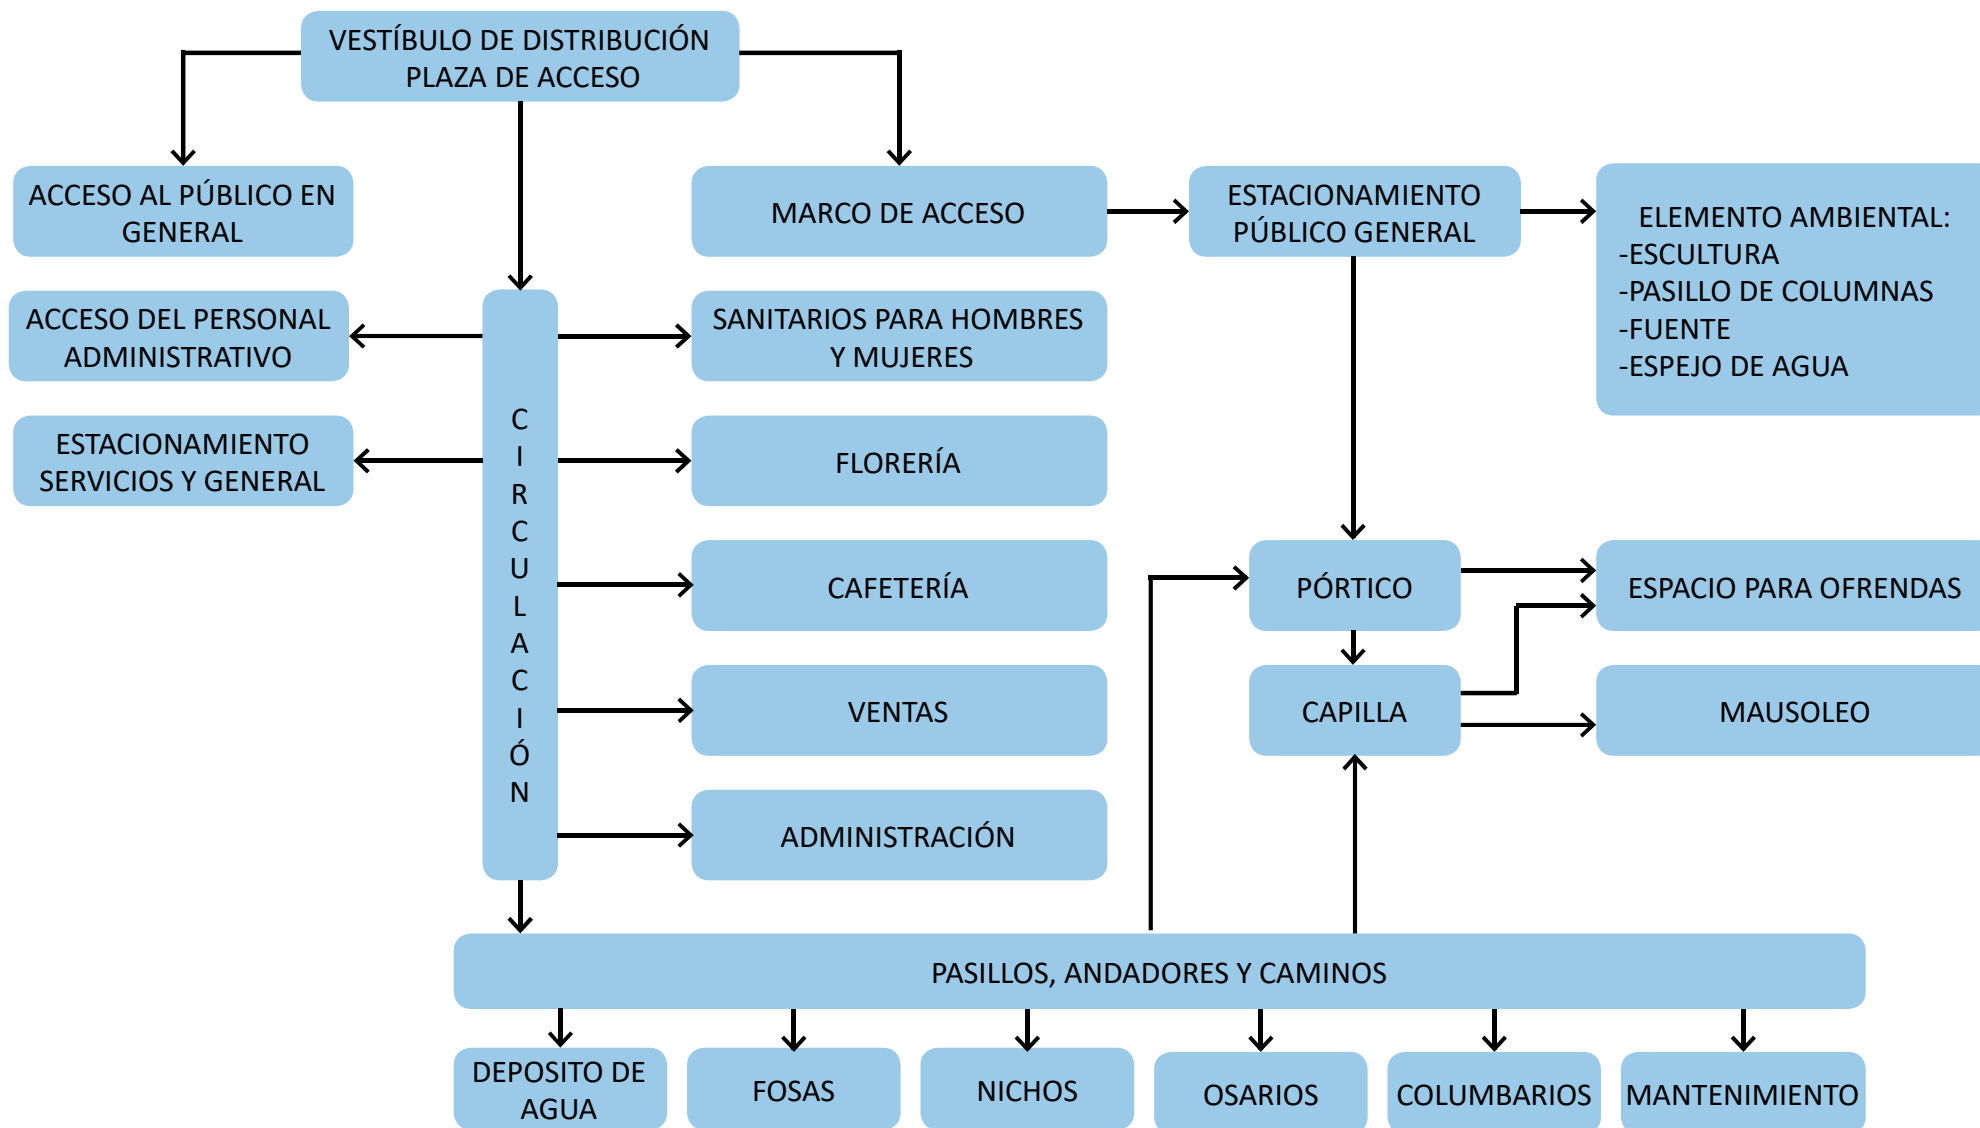 VESTÍBULO DE DISTRIBUCIÓN
PLAZA DE ACCESO
ACCESO AL PÚBLICO EN
GENERAL
MARCO DE ACCESO
ESTACIONAMIENTO
PÚBLICO GENERAL
ELEMENTO AMBIENTAL:
-ESCULTURA
-PASILLO DE COLUMNAS
-FUENTE
-ESPEJO DE AGUA
ACCESO DEL PERSONAL
ADMINISTRATIVO
ESTACIONAMIENTO
SERVICIOS Y GENERAL
C
I
R
C
U
L
A
C
I
Ó
N
SANITARIOS PARA HOMBRES
Y MUJERES
FLORERÍA
CAFETERÍA
VENTAS
ADMINISTRACIÓN
PÓRTICO
ESPACIO PARA OFRENDAS
CAPILLA
MAUSOLEO
PASILLOS, ANDADORES Y CAMINOS
DEPOSITO DE
AGUA
FOSAS
NICHOS
OSARIOS
COLUMBARIOS
MANTENIMIENTO